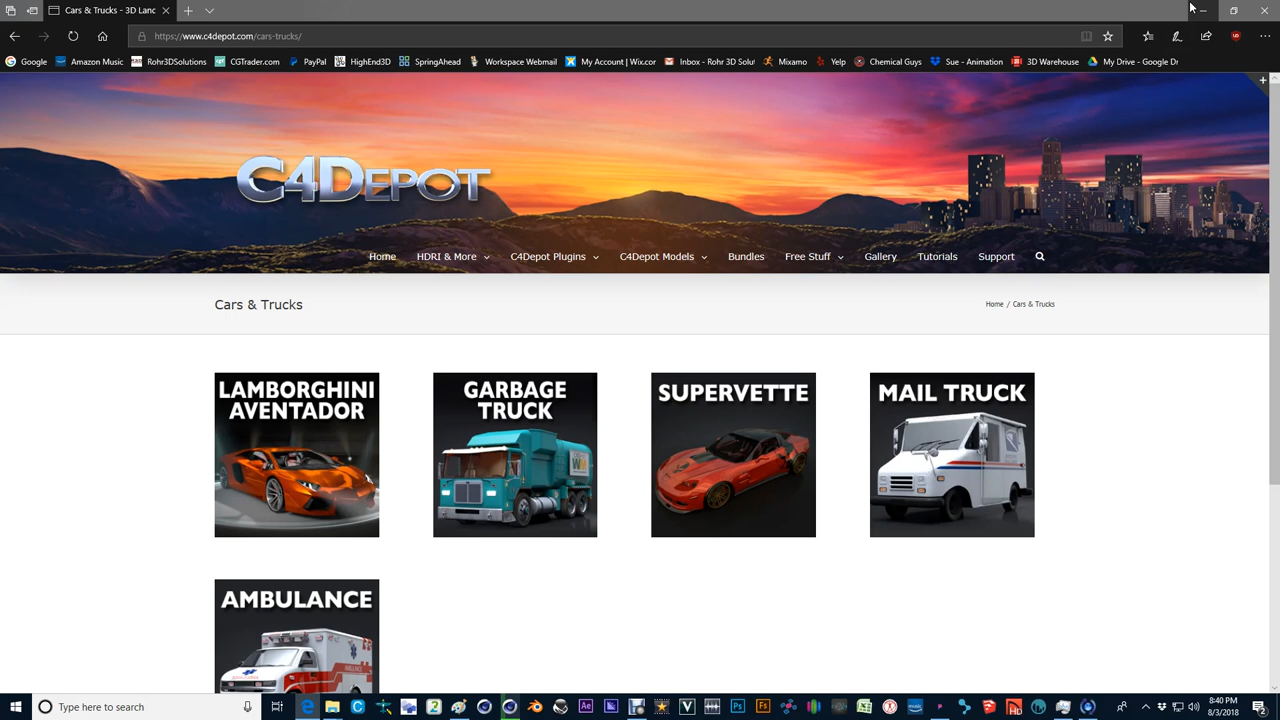 Cars & Trucks - 3D Lanc
https://www.c4depot.com/cars-trucks/
Google
Amazon Music
Rohr3DSolutions
CGTrader.com
PayPal
HighEnd3D
SpringAhead
Workspace Webmail
My Account | Wix.cor
Inbox - Rohr 3D Solut
Mixamo
Yelp
Chemical Guys
Sue - Animation
3D Warehouse
My Drive - Google Dr
C4DEPOT
Home
HDRI & More
C4Depot Plugins
C4Depot Models
Bundles
Free Stuff
Gallery
Tutorials
Support
Cars & Trucks
Home / Cars & Trucks
LAMBORGHINI
AVENTADOR
GARBAGE
TRUCK
SUPERVETTE
MAIL TRUCK
AMBULANCE
Type here to search
8:40 PM
8/3/2018